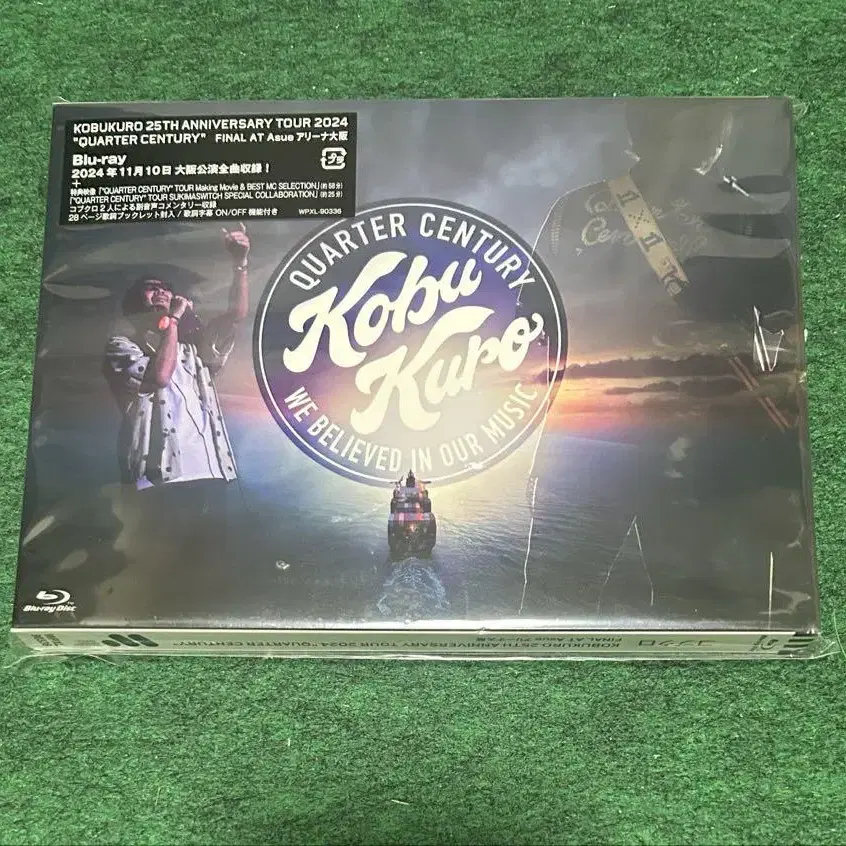 KOBUKURO 25TH ANNIVERSARY TOUR 2024
"QUARTER CENTURY" FINAL AT Asue アリーナ大阪
Blu-ray
2024年11月10日 大阪公演全曲収録！
+
特典映像「"QUARTER CENTURY" TOUR Making Movie & BEST MC SELECTION」(約58分)
「"QUARTER CENTURY" TOUR SUKIMASWITCH SPECIAL COLLABORATION」(約25分)
コブクロ2人による副音声コメンタリー収録
28ページ歌詞ブックレット封入 / 歌詞字幕 ON/OFF 機能付き
WPXL-90336
QUARTER CENTURY
Kobu
Kuro
WE BELIEVED IN OUR MUSIC
Blu-ray Disc
コブクロ
KOBUKURO 25TH ANNIVERSARY TOUR 2024 "QUARTER CENTURY"
FINAL AT Asue アリーナ大阪